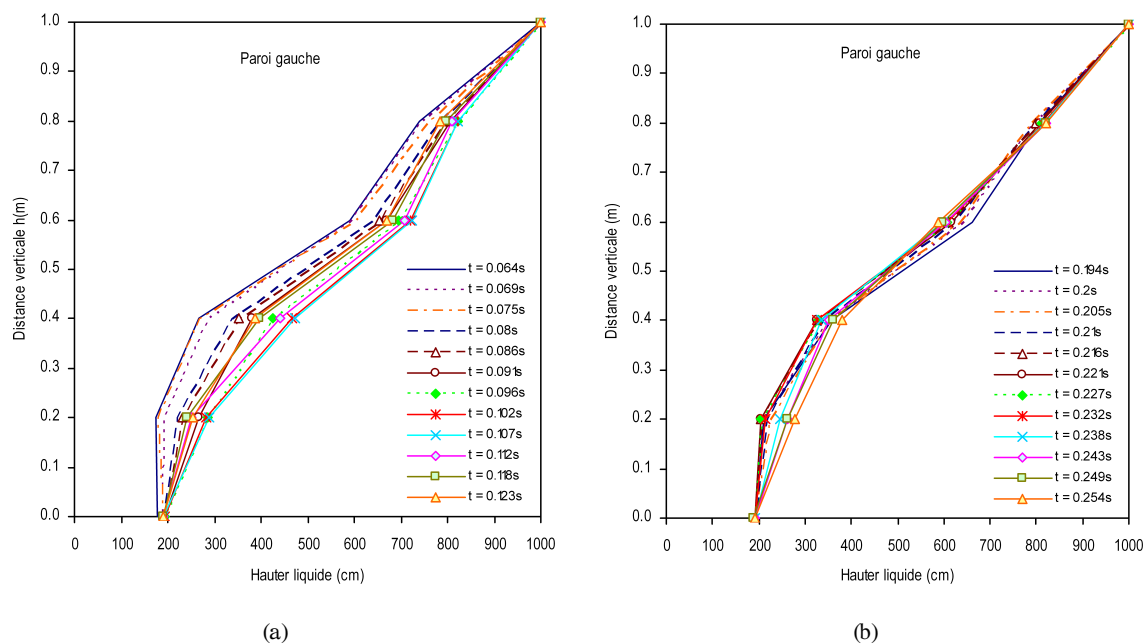 Paroi gauche
Distance verticale h(m)
1.0
0.9
0.8
0.7
0.6
0.5
0.4
0.3
0.2
0.1
0.0
t = 0.064s
t = 0.069s
t = 0.075s
t = 0.08s
t = 0.086s
t = 0.091s
t = 0.096s
t = 0.102s
t = 0.107s
t = 0.112s
t = 0.118s
t = 0.123s
0 100 200 300 400 500 600 700 800 900 1000
Hauter liquide (cm)
(a)
Paroi gauche
Distance verticale (m)
1.0
0.9
0.8
0.7
0.6
0.5
0.4
0.3
0.2
0.1
0.0
t = 0.194s
t = 0.2s
t = 0.205s
t = 0.21s
t = 0.216s
t = 0.221s
t = 0.227s
t = 0.232s
t = 0.238s
t = 0.243s
t = 0.249s
t = 0.254s
0 100 200 300 400 500 600 700 800 900 1000
Hauter liquide (cm)
(b)